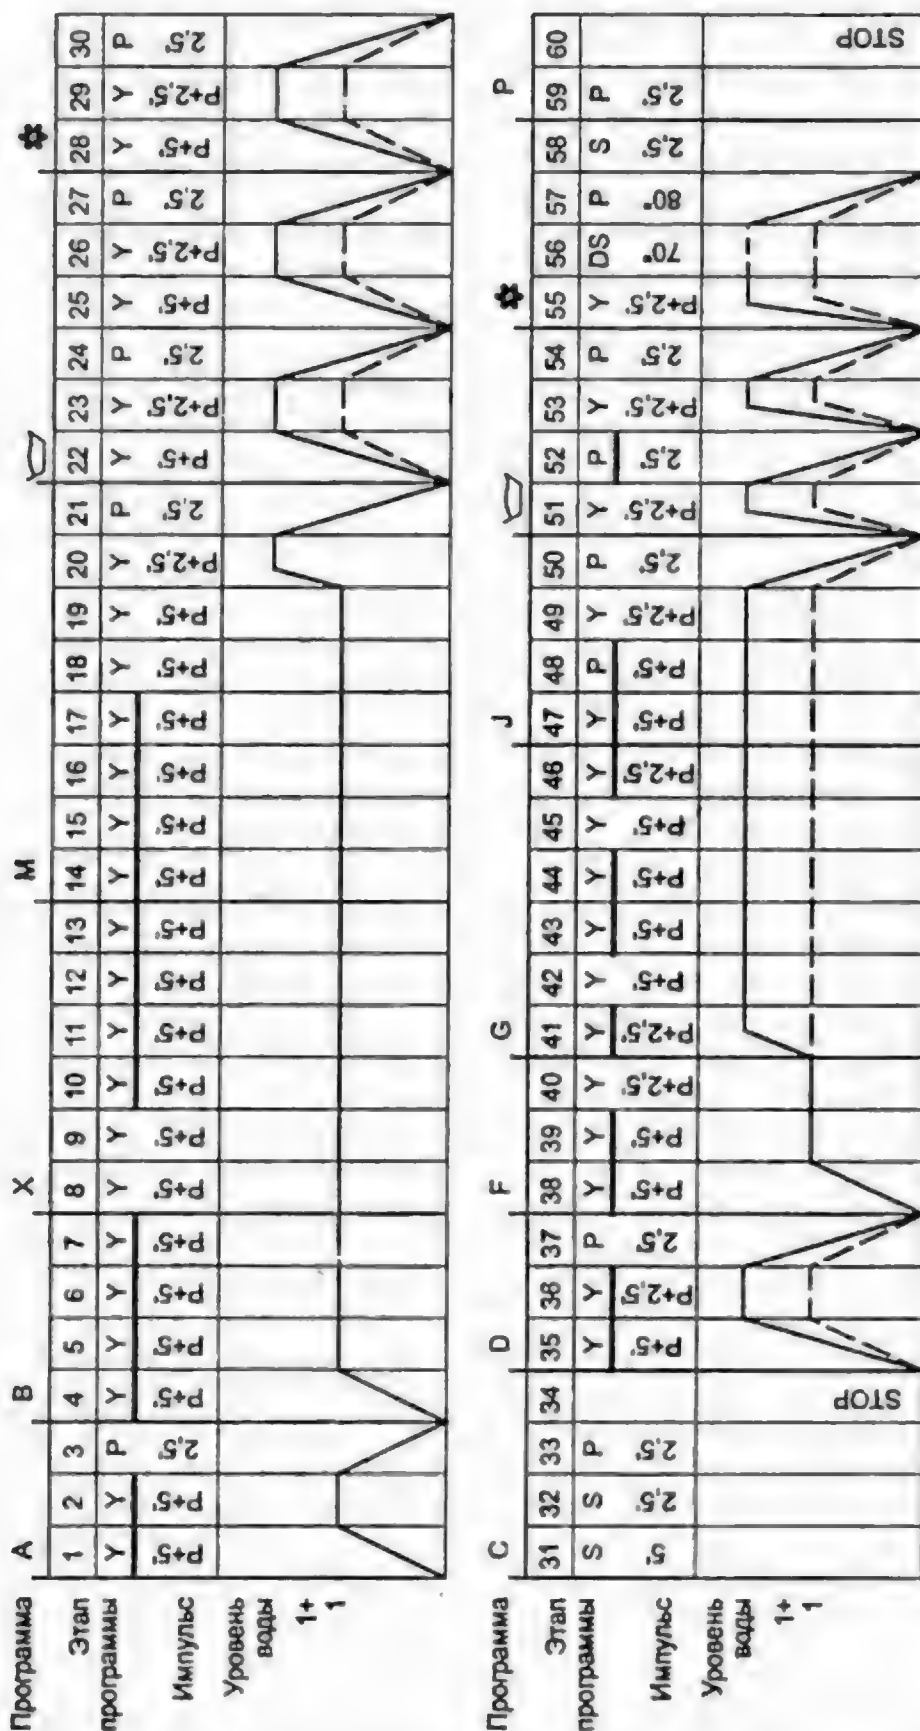 Программа A B X M
Этап программы 1 2 3 4 5 6 7 8 9 10 11 12 13 14 15 16 17 18 19 20 21 22 23 24 25 26 27 28 29 30
Y Y P Y Y Y Y Y Y Y Y Y Y Y Y Y Y Y Y Y P Y Y P Y Y P Y Y P
Импульс P+5' P+5' 2,5' P+5' P+5' P+5' P+5' P+5' P+5' P+5' P+5' P+5' P+5' P+5' P+5' P+5' P+5' P+5' P+5' P+2,5' 2,5' P+5' P+2,5' 2,5' P+5' P+2,5' 2,5' P+5' P+2,5' 2,5'
Уровень воды
1+
1
Программа C D F G J P
Этап программы 31 32 33 34 35 36 37 38 39 40 41 42 43 44 45 46 47 48 49 50 51 52 53 54 55 56 57 58 59 60
S S P Y Y P Y Y Y Y Y Y Y Y Y Y P Y P Y P Y P Y DS P S P
Импульс 5' 2,5' 2,5' P+5' P+2,5' 2,5' P+5' P+5' P+2,5' P+2,5' P+5' P+5' P+5' P+5' P+2,5' P+5' P+5' P+2,5' 2,5' P+2,5' 2,5' P+2,5' 2,5' P+2,5' 70" 80" 2,5' 2,5'
Уровень воды
1+
1
STOP STOP